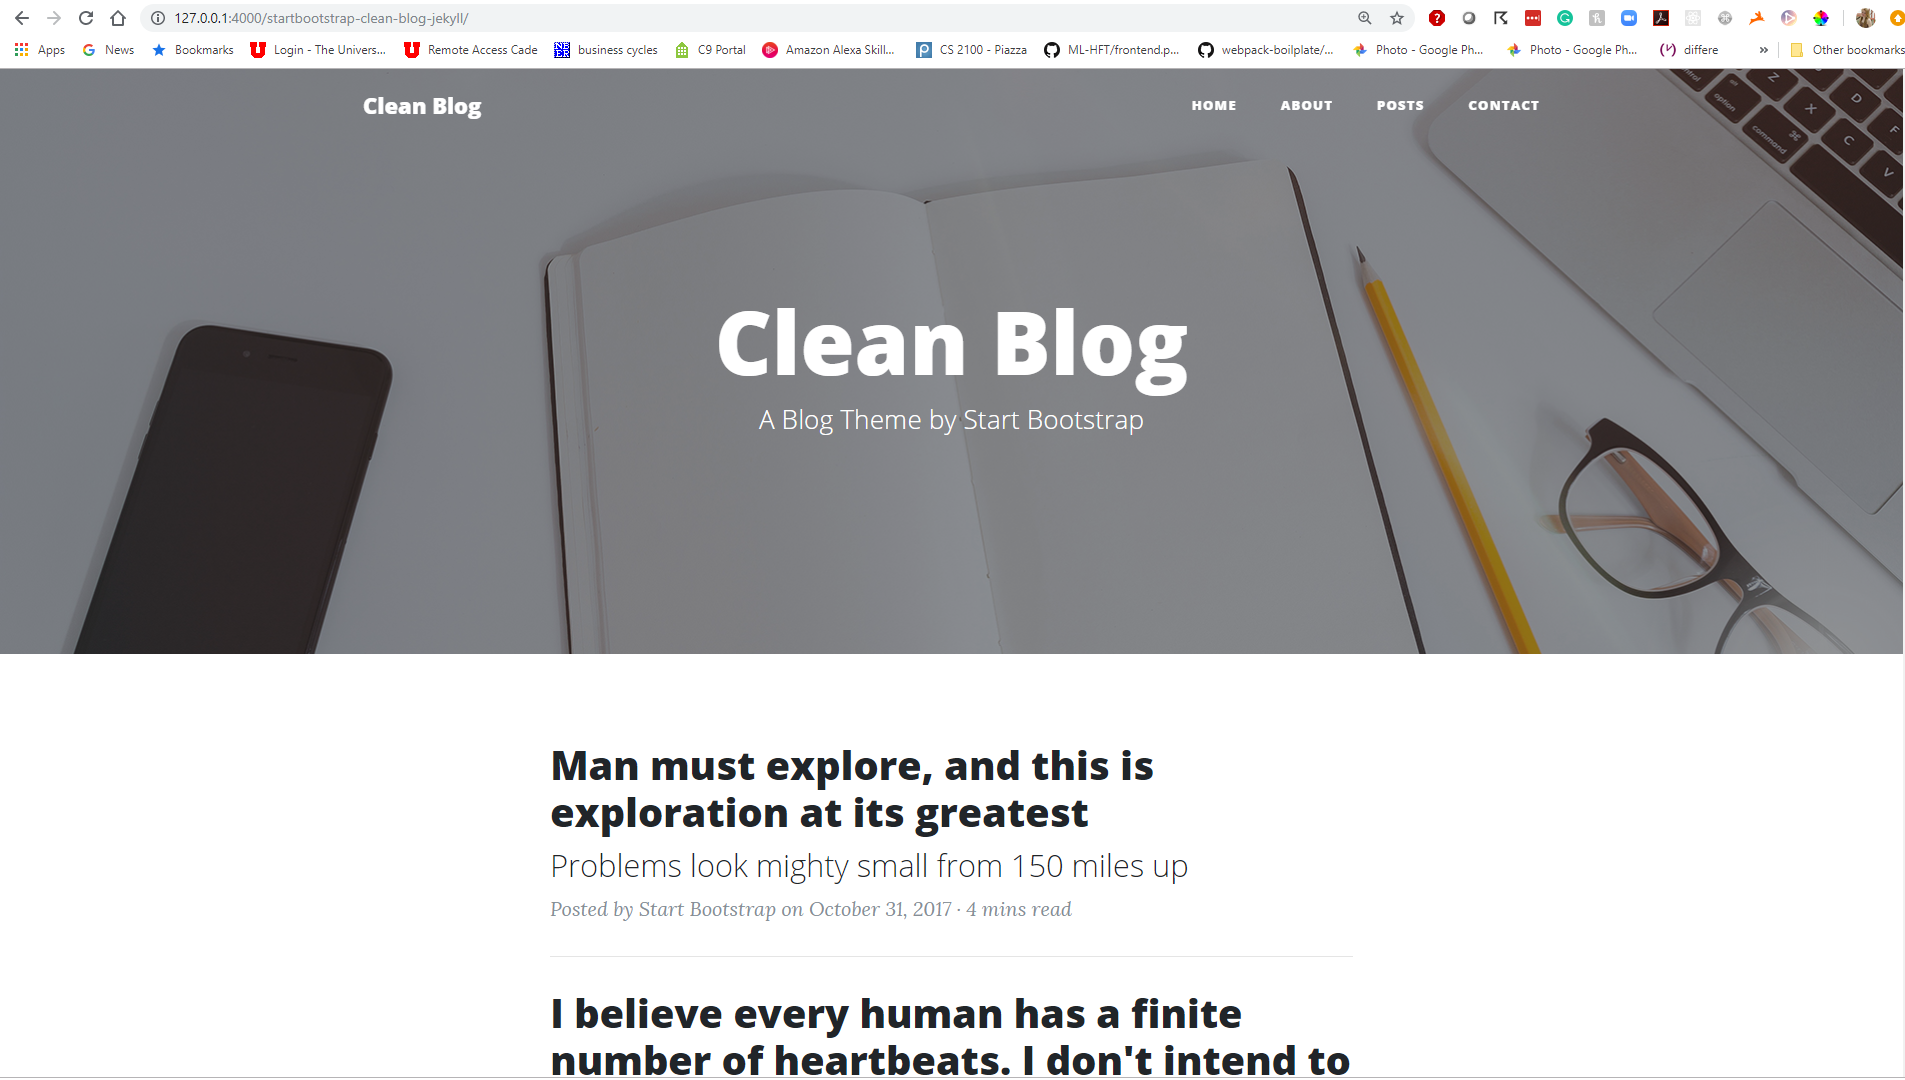 127.0.0.1:4000/startbootstrap-clean-blog-jekyll/
Apps News Bookmarks Login - The Univers... Remote Access Cade business cycles C9 Portal Amazon Alexa Skill... CS 2100 - Piazza ML-HFT/frontend.p... webpack-boilplate/... Photo - Google Ph... Photo - Google Ph... differe » Other bookmarks
Clean Blog HOME ABOUT POSTS CONTACT
control Z D F
alt option X C
command ⌘ V
Clean Blog
A Blog Theme by Start Bootstrap
Man must explore, and this is
exploration at its greatest
Problems look mighty small from 150 miles up
Posted by Start Bootstrap on October 31, 2017 · 4 mins read
I believe every human has a finite
number of heartbeats. I don't intend to